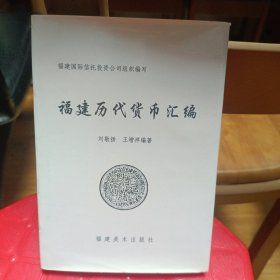 福建国际信托投资公司组织编写
福建历代货币汇编
刘敬扬 王增祥编著
福建美术出版社